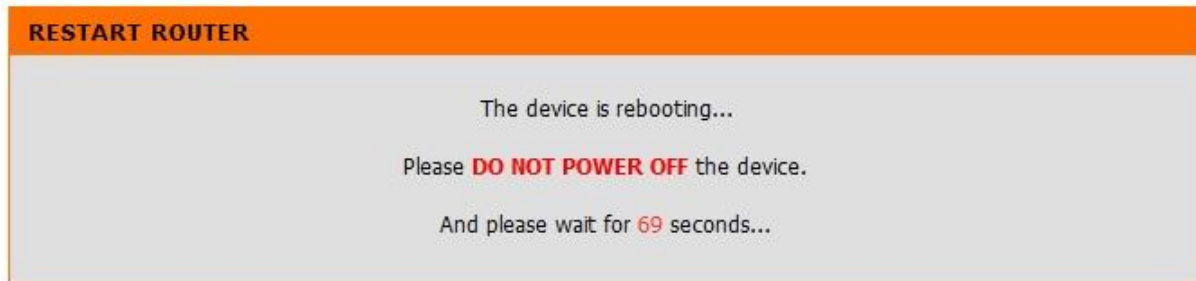 RESTART ROUTER
The device is rebooting...
Please DO NOT POWER OFF the device.
And please wait for 69 seconds...